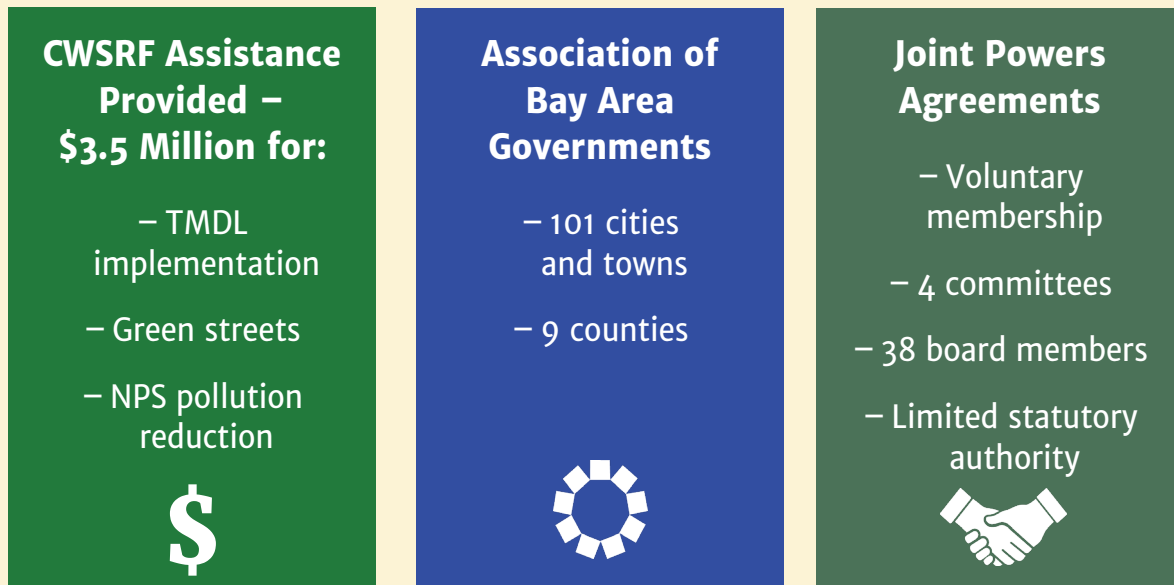 CWSRF Assistance
Provided –
$3.5 Million for:
– TMDL
implementation
– Green streets
– NPS pollution
reduction
$
Association of
Bay Area
Governments
– 101 cities
and towns
– 9 counties
Joint Powers
Agreements
– Voluntary
membership
– 4 committees
– 38 board members
– Limited statutory
authority